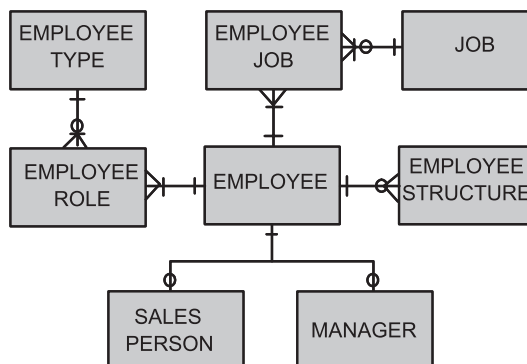 EMPLOYEE
TYPE
EMPLOYEE
JOB
JOB
EMPLOYEE
ROLE
EMPLOYEE
EMPLOYEE
STRUCTURE
SALES
PERSON
MANAGER